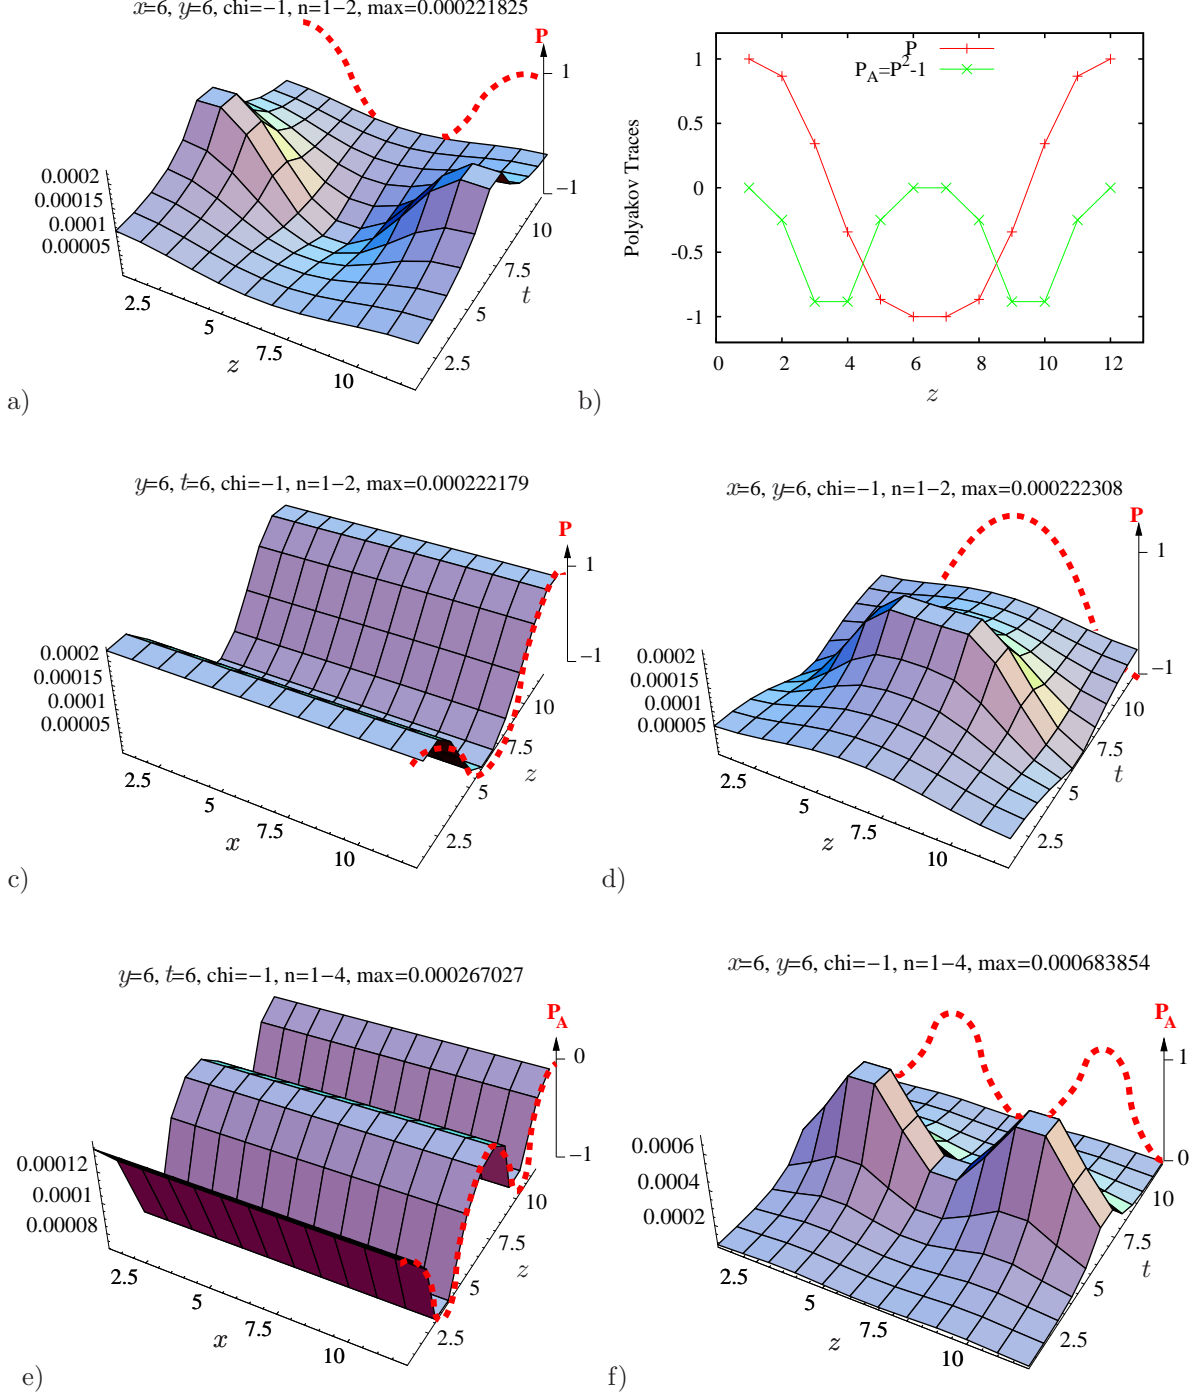 x=6, y=6, chi=−1, n=1−2, max=0.000221825
P
1
−1
0.0002
0.00015
0.0001
0.00005
2.5
5
7.5
10
z
2.5
5
7.5
10
t
a)
P
P_A=P^2-1
1
0.5
0
-0.5
-1
Polyakov Traces
0 2 4 6 8 10 12
z
b)
y=6, t=6, chi=−1, n=1−2, max=0.000222179
P
1
−1
0.0002
0.00015
0.0001
0.00005
2.5
5
7.5
10
x
2.5
5
7.5
10
z
c)
x=6, y=6, chi=−1, n=1−2, max=0.000222308
P
1
−1
0.0002
0.00015
0.0001
0.00005
2.5
5
7.5
10
z
2.5
5
7.5
10
t
d)
y=6, t=6, chi=−1, n=1−4, max=0.000267027
P_A
0
−1
0.00012
0.0001
0.00008
2.5
5
7.5
10
x
2.5
5
7.5
10
z
e)
x=6, y=6, chi=−1, n=1−4, max=0.000683854
P_A
1
0
0.0006
0.0004
0.0002
2.5
5
7.5
10
z
2.5
5
7.5
10
t
f)